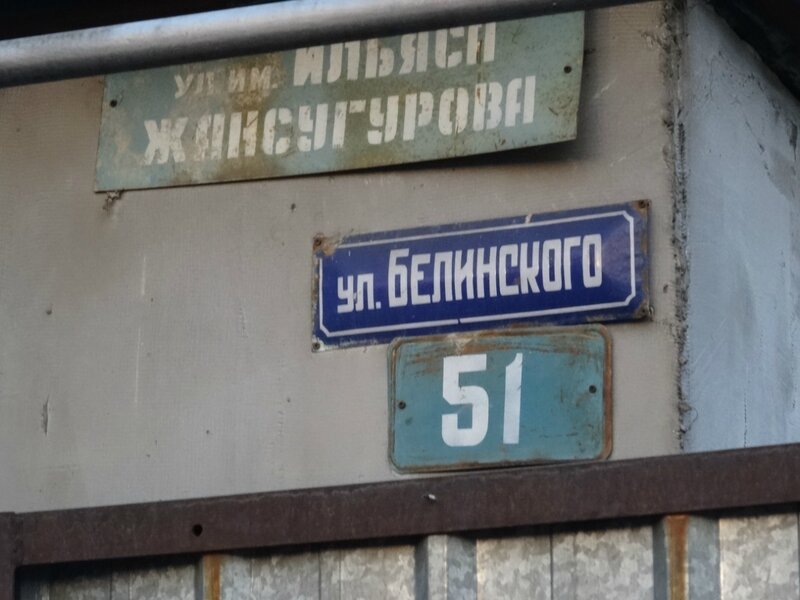 ул. им. Ильяса
Жансугурова
ул. Белинского
51